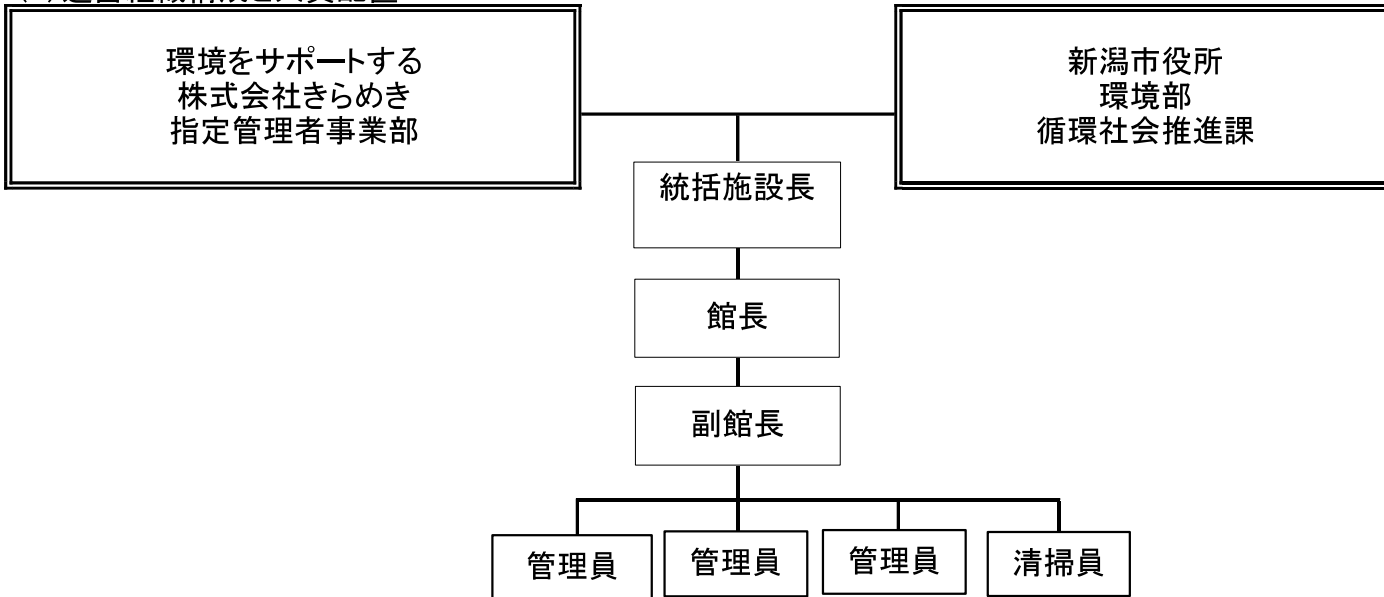 環境をサポートする
株式会社きらめき
指定管理者事業部
新潟市役所
環境部
循環社会推進課
統括施設長
館長
副館長
管理員
管理員
管理員
清掃員